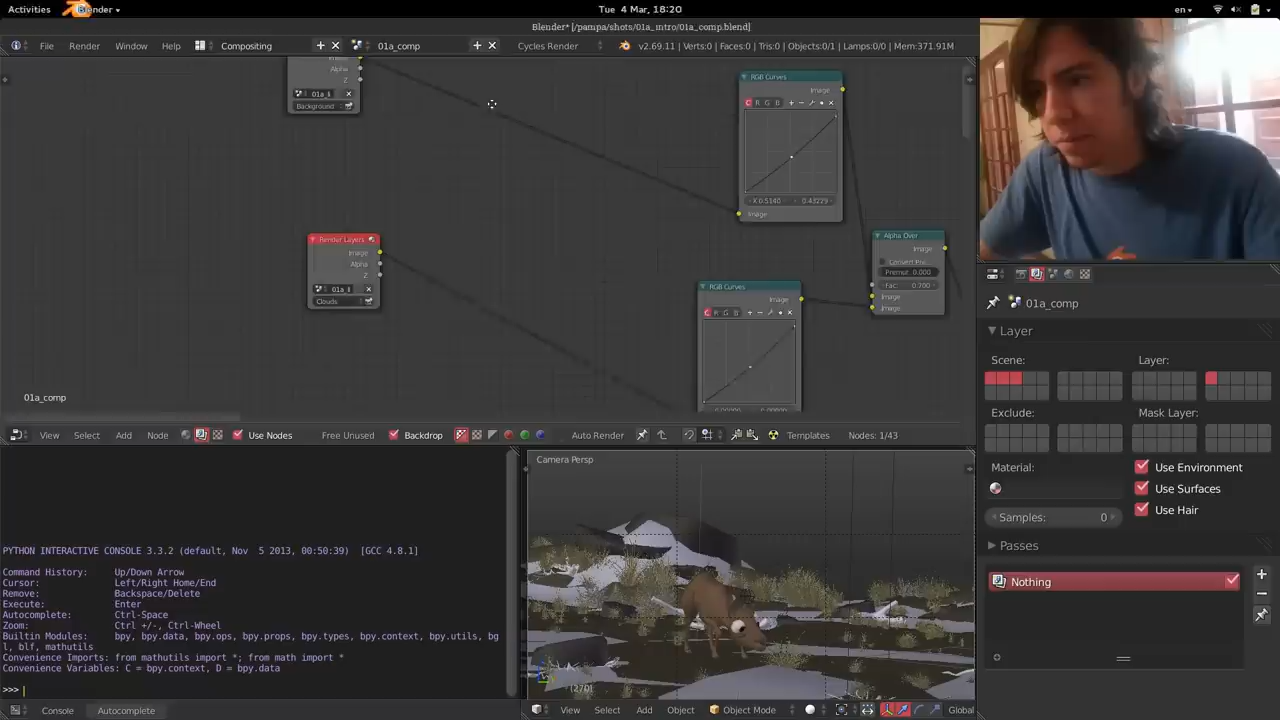 Activities Blender Tue 4 Mar, 18:20 en
Blender* [/pampa/shots/01a_intro/01a_comp.blend]
File Render Window Help Compositing 01a_comp Cycles Render v2.69.11 | Verts:0 | Faces:0 | Tris:0 | Objects:0/1 | Lamps:0/0 | Mem:371.91M
Alpha
Z
01a_i
Background
RGB Curves
Image
C R G B
X 0.5140 0.43229
Image
Render Layers
Image
Alpha
Z
01a_i
Clouds
RGB Curves
Image
C R G B
Alpha Over
Image
Convert Pre...
Premur: 0.000
Fac: 0.700
Image
Image
01a_comp
View Select Add Node Use Nodes Free Unused Backdrop Auto Render Templates Nodes: 1/43
PYTHON INTERACTIVE CONSOLE 3.3.2 (default, Nov 5 2013, 00:50:39) [GCC 4.8.1]
Command History: Up/Down Arrow
Cursor: Left/Right Home/End
Remove: Backspace/Delete
Execute: Enter
Autocomplete: Ctrl-Space
Zoom: Ctrl +/-, Ctrl-Wheel
Builtin Modules: bpy, bpy.data, bpy.ops, bpy.props, bpy.types, bpy.context, bpy.utils, bg
l, blf, mathutils
Convenience Imports: from mathutils import *; from math import *
Convenience Variables: C = bpy.context, D = bpy.data
>>>
Console Autocomplete
Camera Persp
(270)
View Select Add Object Object Mode Global
01a_comp
Layer
Scene: Layer:
Exclude: Mask Layer:
Material:
Use Environment
Use Surfaces
Use Hair
Samples: 0
Passes
Nothing